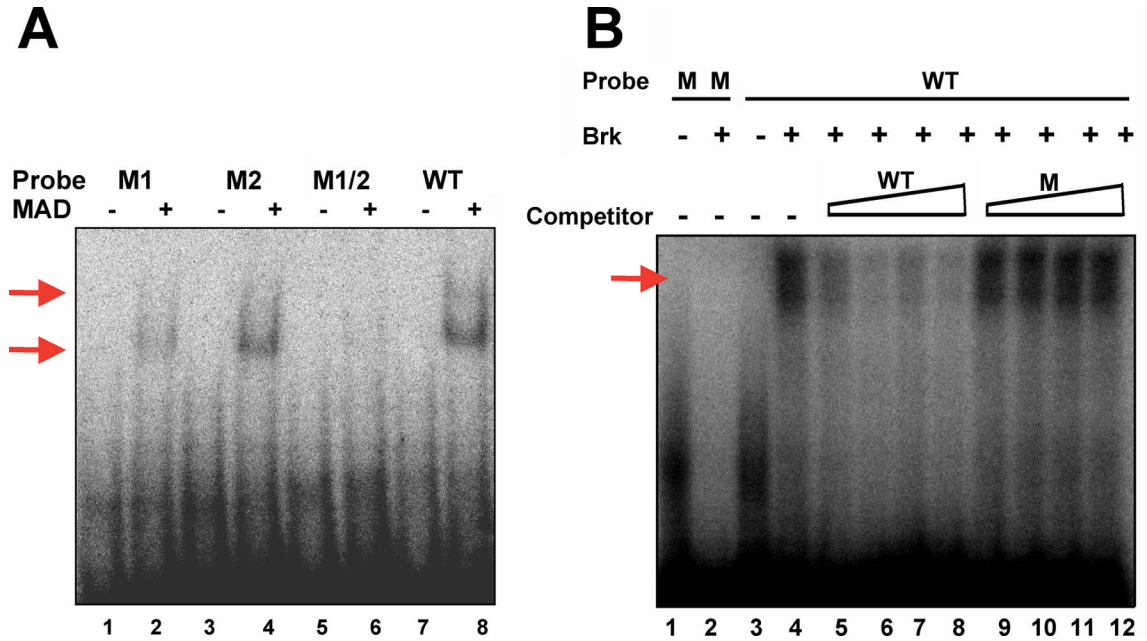 A
Probe M1 M2 M1/2 WT
MAD - + - + - + - +
1 2 3 4 5 6 7 8
B
Probe M M WT
Brk - + - + + + + + + + + +
WT M
Competitor - - - -
1 2 3 4 5 6 7 8 9 10 11 12